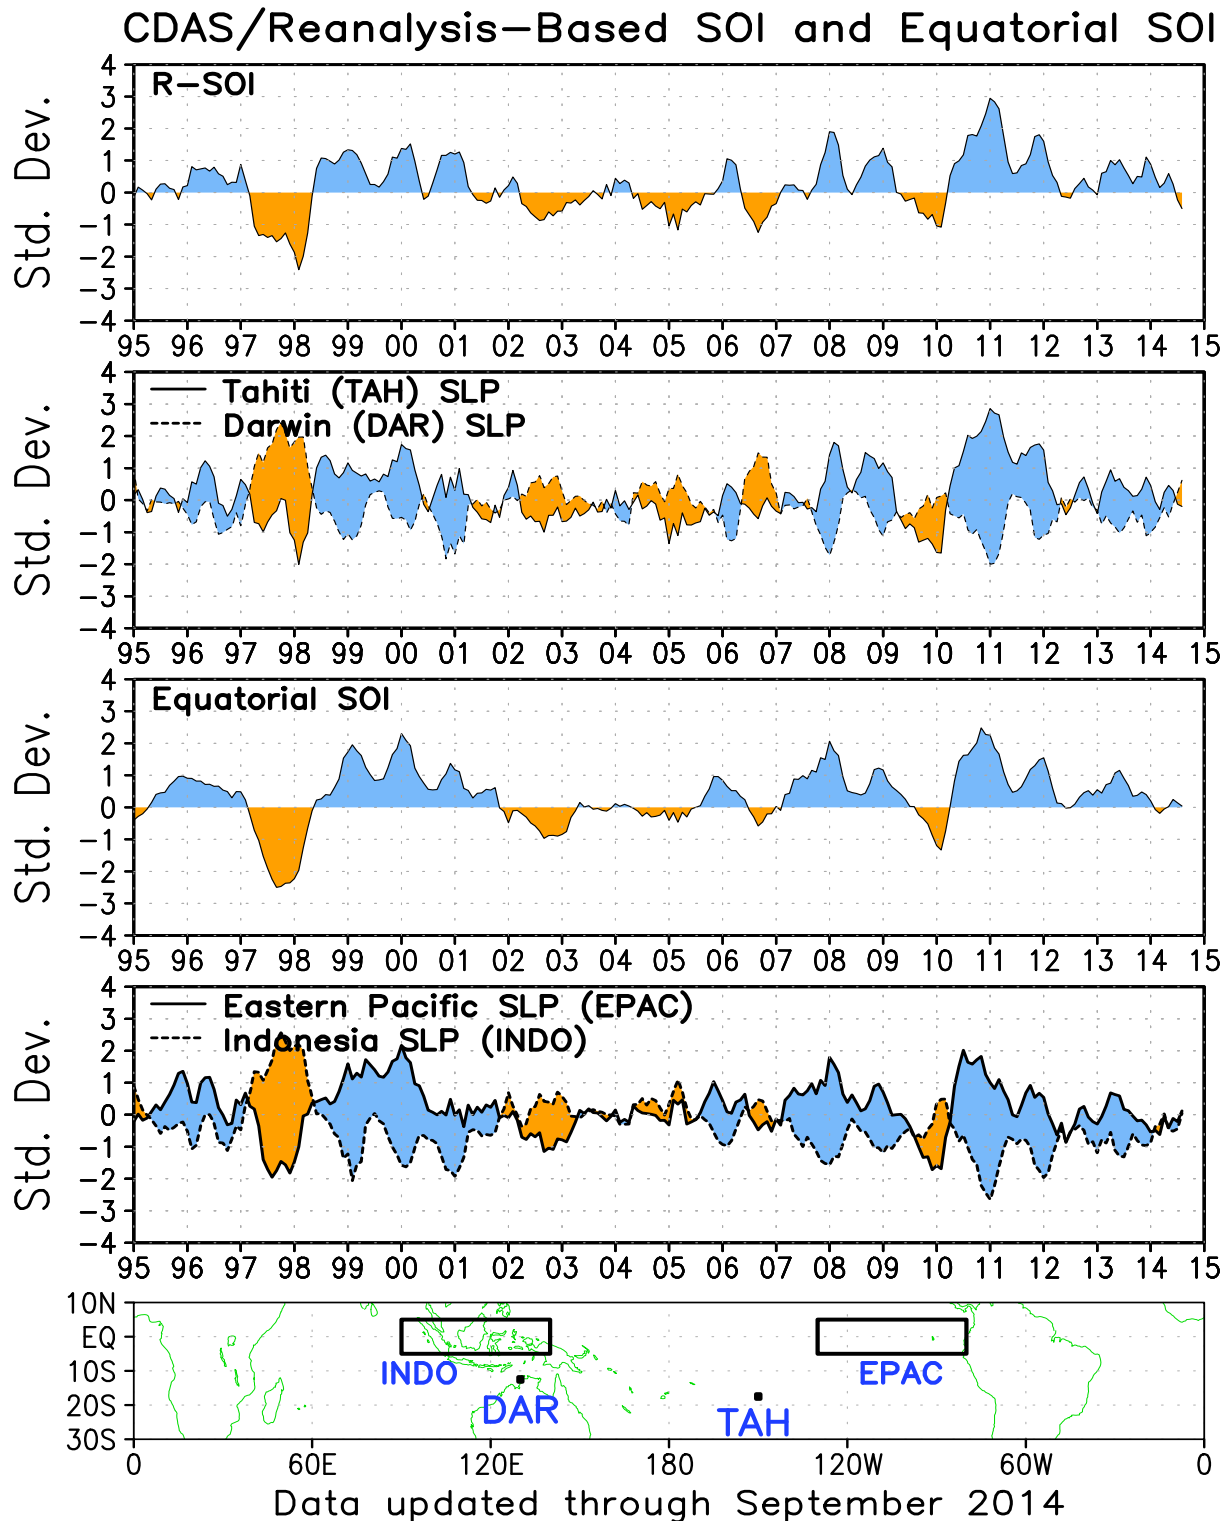 CDAS/Reanalysis-Based SOI and Equatorial SOI
R-SOI
Std. Dev.
4
3
2
1
0
-1
-2
-3
-4
95 96 97 98 99 00 01 02 03 04 05 06 07 08 09 10 11 12 13 14 15
Tahiti (TAH) SLP
Darwin (DAR) SLP
Std. Dev.
4
3
2
1
0
-1
-2
-3
-4
95 96 97 98 99 00 01 02 03 04 05 06 07 08 09 10 11 12 13 14 15
Equatorial SOI
Std. Dev.
4
3
2
1
0
-1
-2
-3
-4
95 96 97 98 99 00 01 02 03 04 05 06 07 08 09 10 11 12 13 14 15
Eastern Pacific SLP (EPAC)
Indonesia SLP (INDO)
Std. Dev.
4
3
2
1
0
-1
-2
-3
-4
95 96 97 98 99 00 01 02 03 04 05 06 07 08 09 10 11 12 13 14 15
10N
EQ
10S
20S
30S
INDO
EPAC
DAR
TAH
0 60E 120E 180 120W 60W 0
Data updated through September 2014